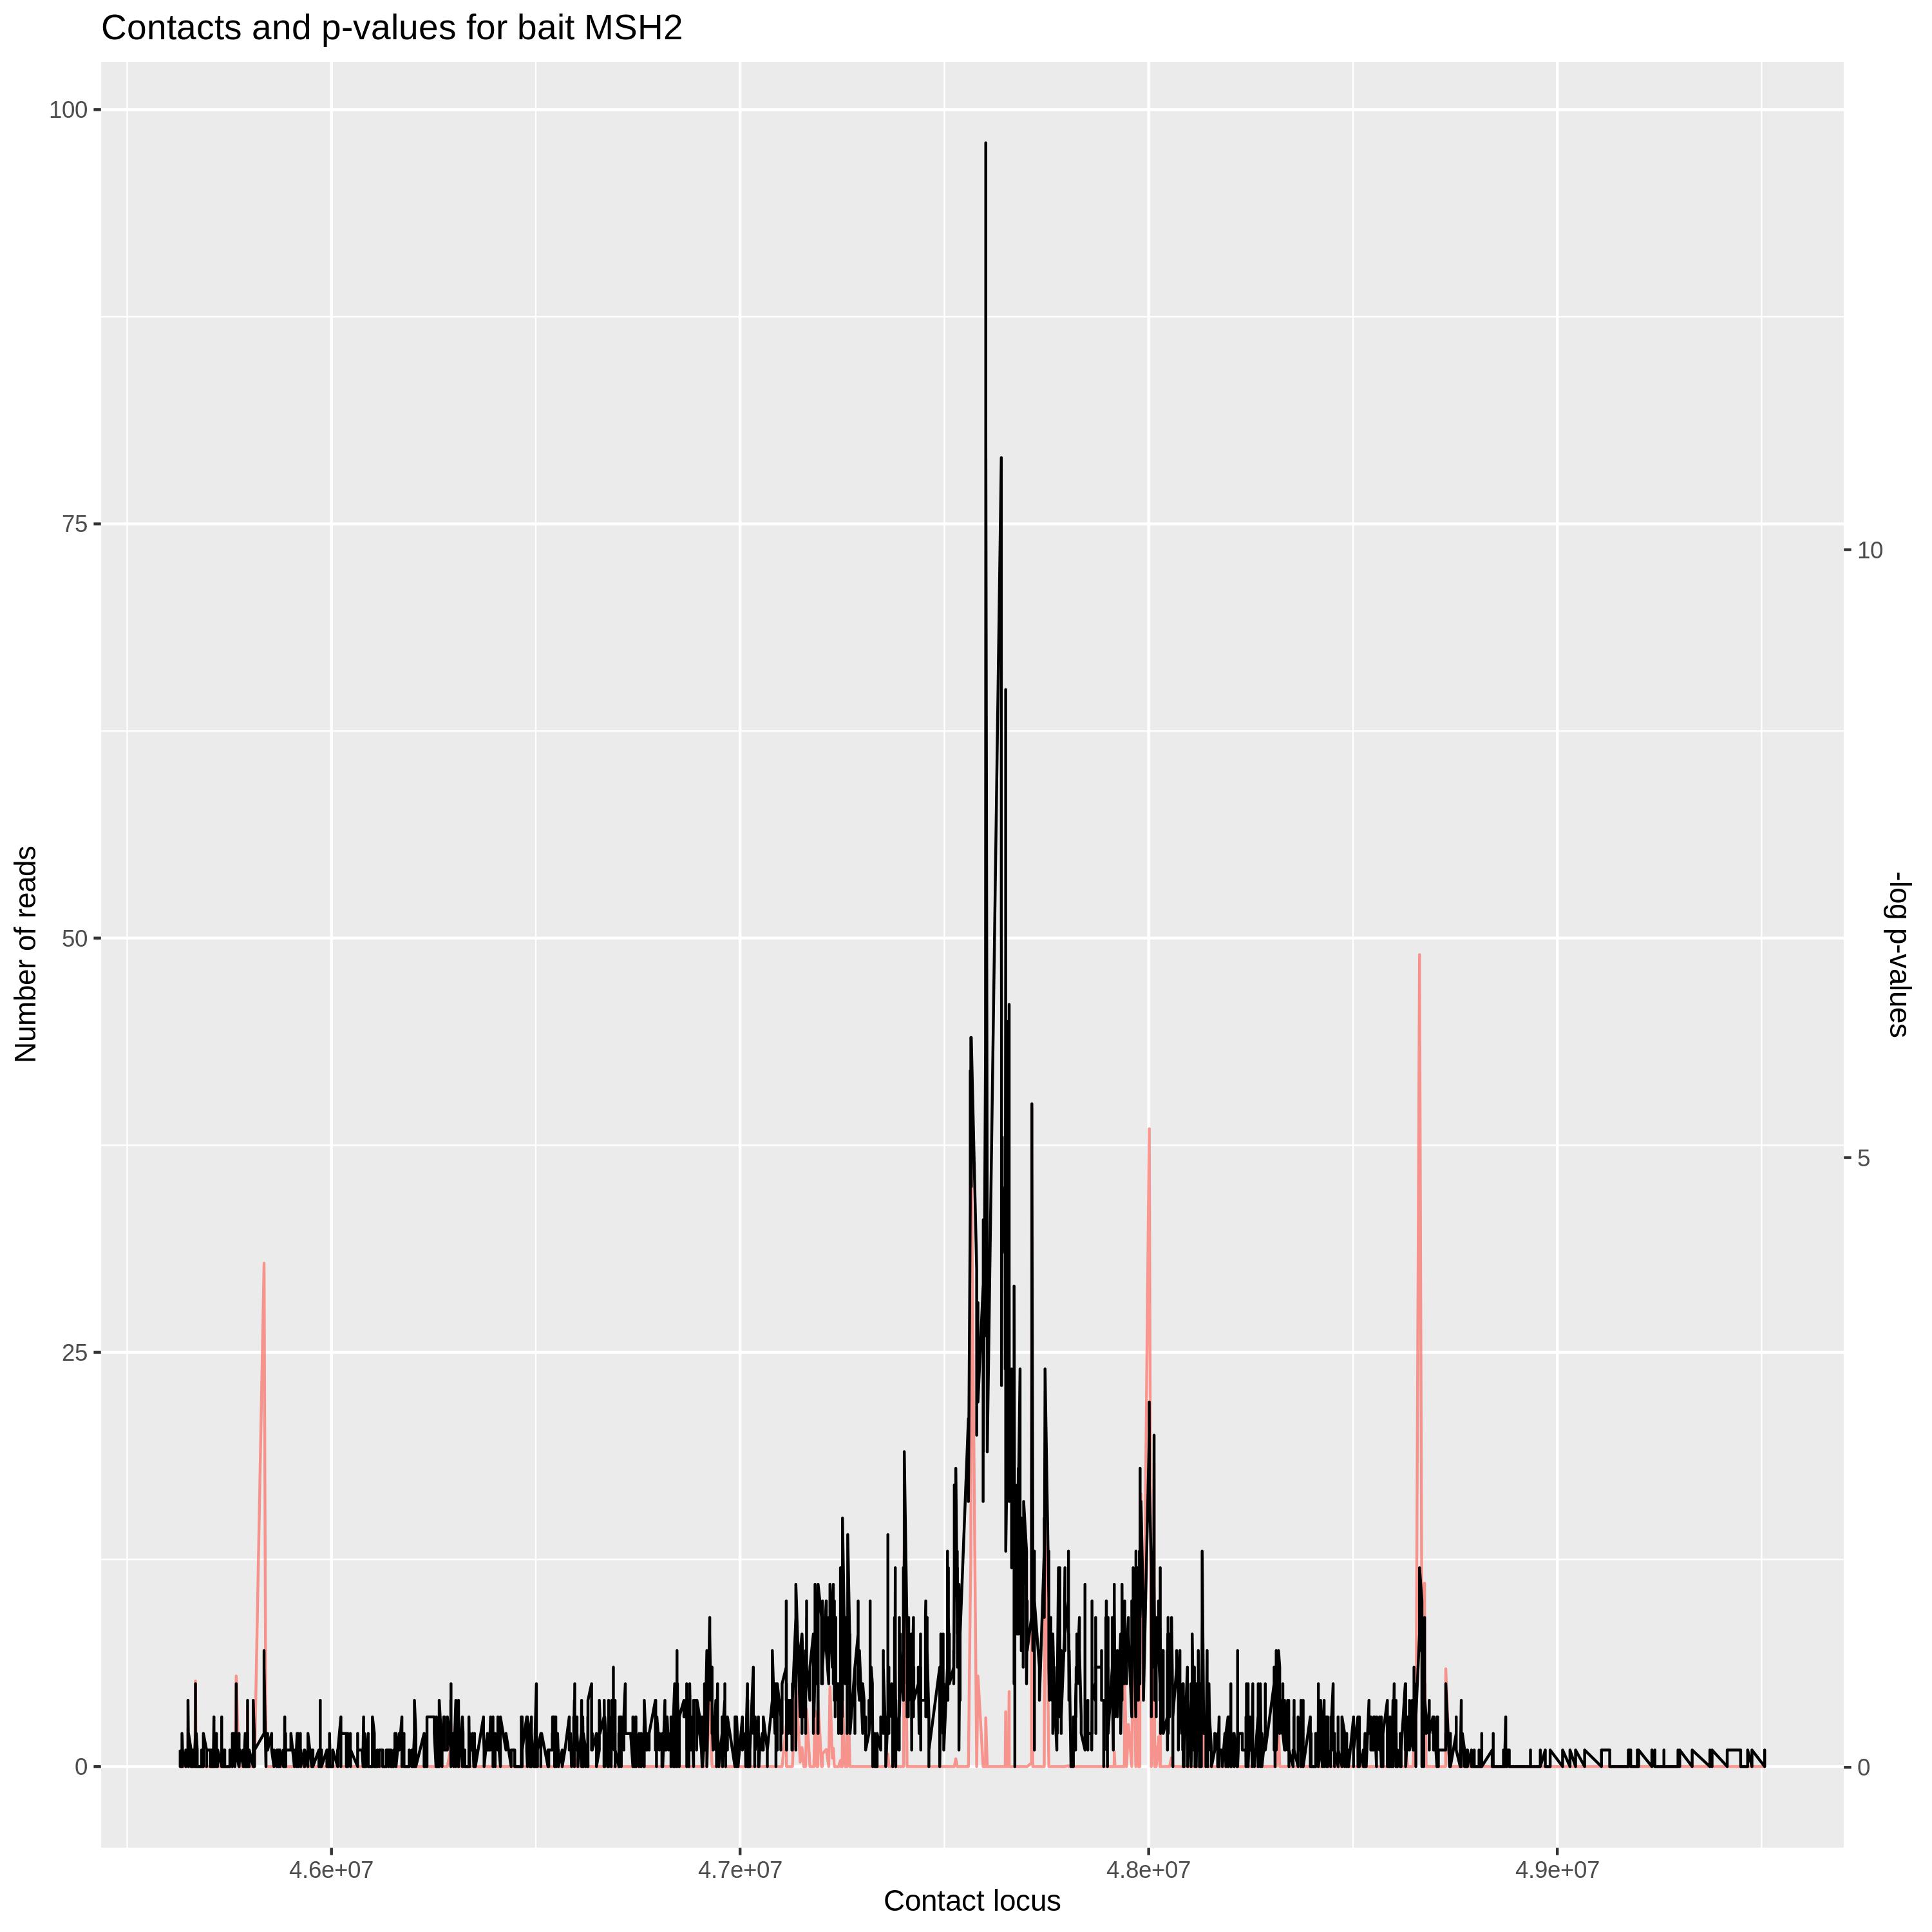 Contacts and p-values for bait MSH2
100
75
50
25
0
Number of reads
10
5
0
-log p-values
4.6e+07
4.7e+07
4.8e+07
4.9e+07
Contact locus